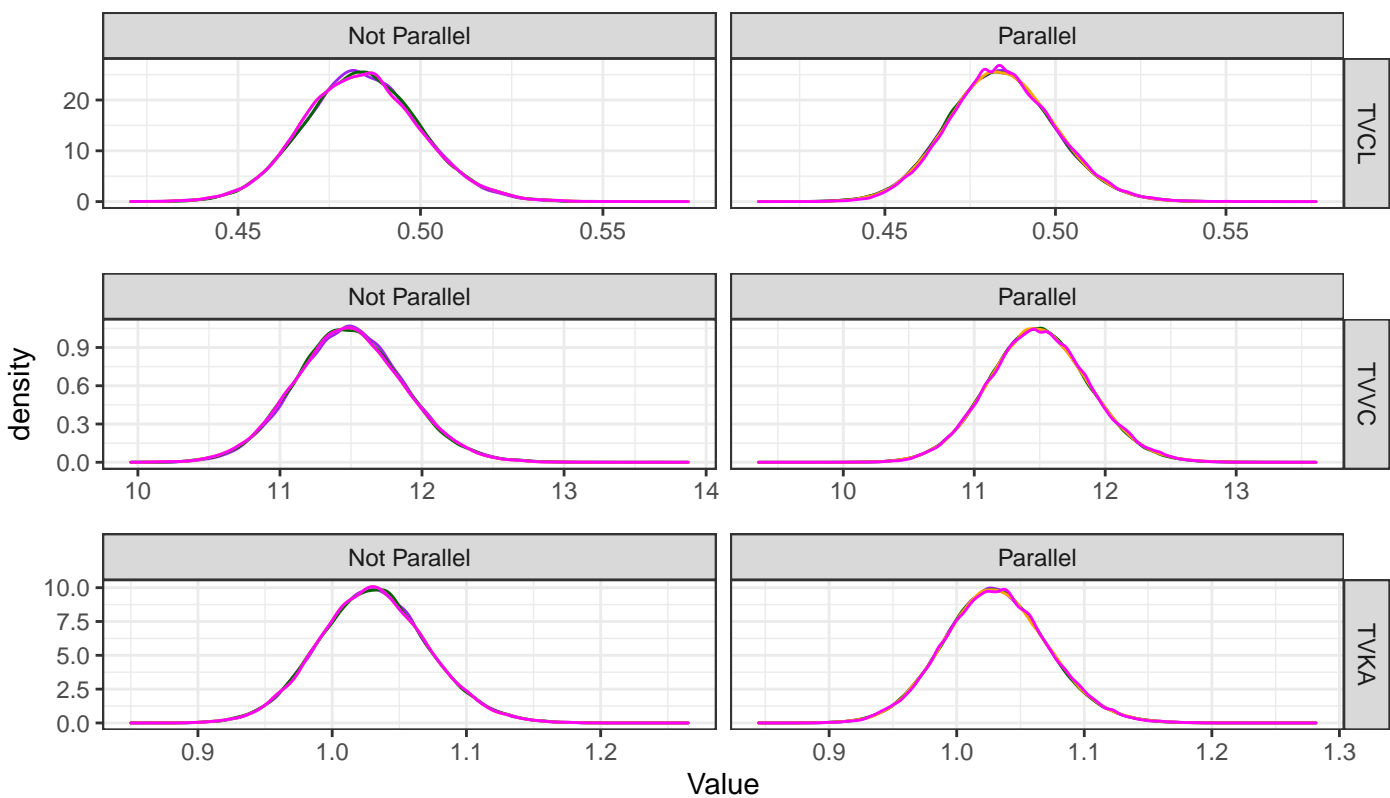 Not Parallel Parallel
20
10
0
TVCL
0.45 0.50 0.55 0.45 0.50 0.55
Not Parallel Parallel
0.9
0.6
0.3
0.0
TVVC
10 11 12 13 14 10 11 12 13
density
Not Parallel Parallel
10.0
7.5
5.0
2.5
0.0
TVKA
0.9 1.0 1.1 1.2 0.9 1.0 1.1 1.2 1.3
Value